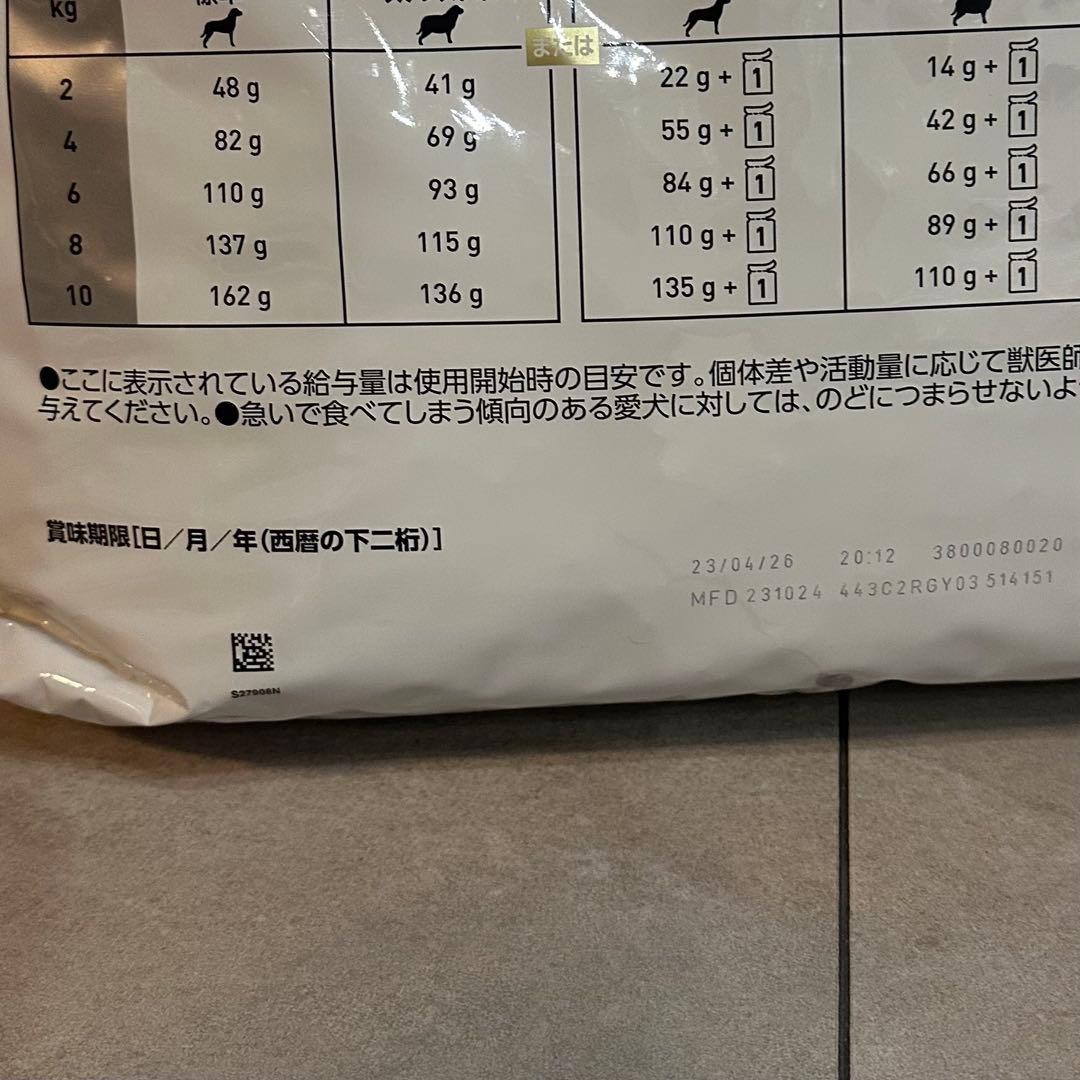 kg
または
2 48 g 41 g 22 g + 1 14 g + 1
4 82 g 69 g 55 g + 1 42 g + 1
6 110 g 93 g 84 g + 1 66 g + 1
8 137 g 115 g 110 g + 1 89 g + 1
10 162 g 136 g 135 g + 1 110 g + 1
●ここに表示されている給与量は使用開始時の目安です。個体差や活動量に応じて獣医師
与えてください。●急いで食べてしまう傾向のある愛犬に対しては、のどにつまらせないよ
賞味期限[日／月／年(西暦の下二桁)]
23/04/26 20:12 3800080020
MFD 231024 443C2RGY03 514151
S27908N